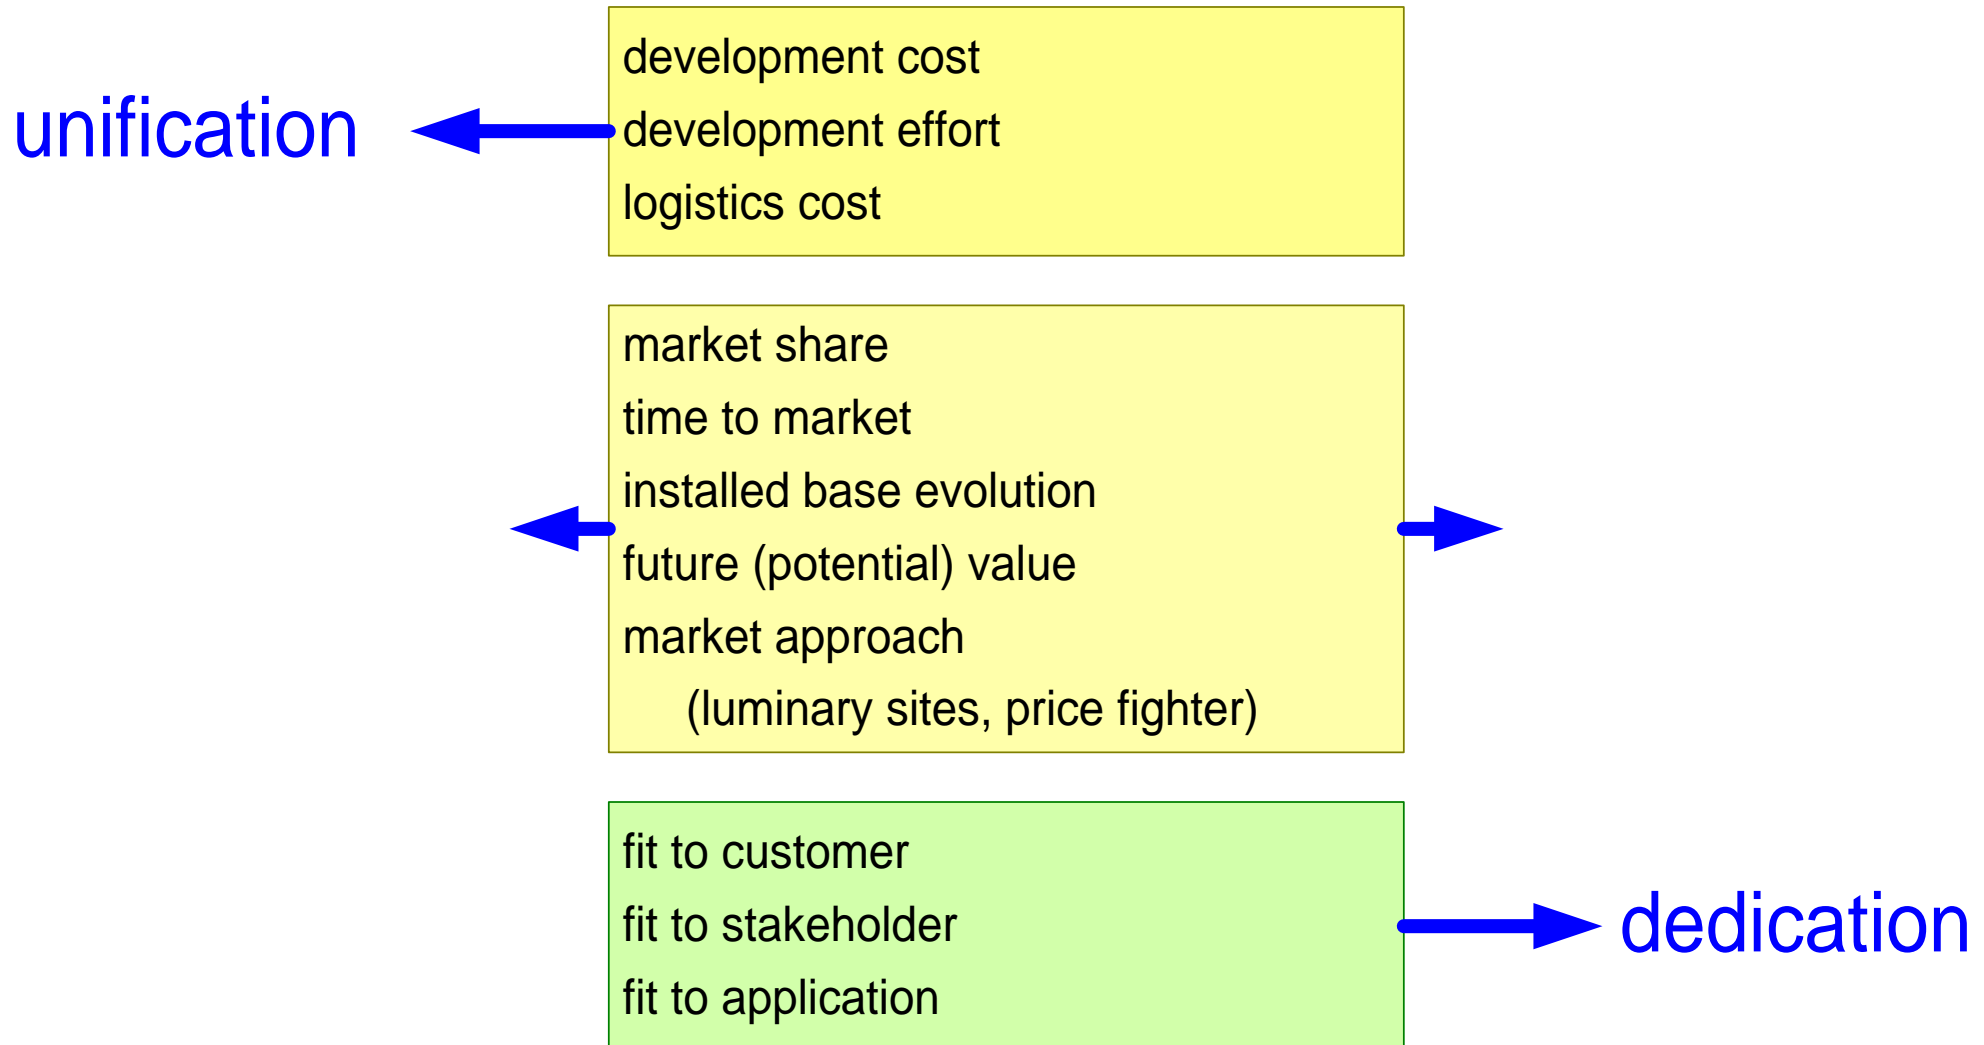 development cost
unification
development effort
logistics cost
market share
time to market
installed base evolution
future (potential) value
market approach
(luminary sites, price fighter)
fit to customer
fit to stakeholder
dedication
fit to application